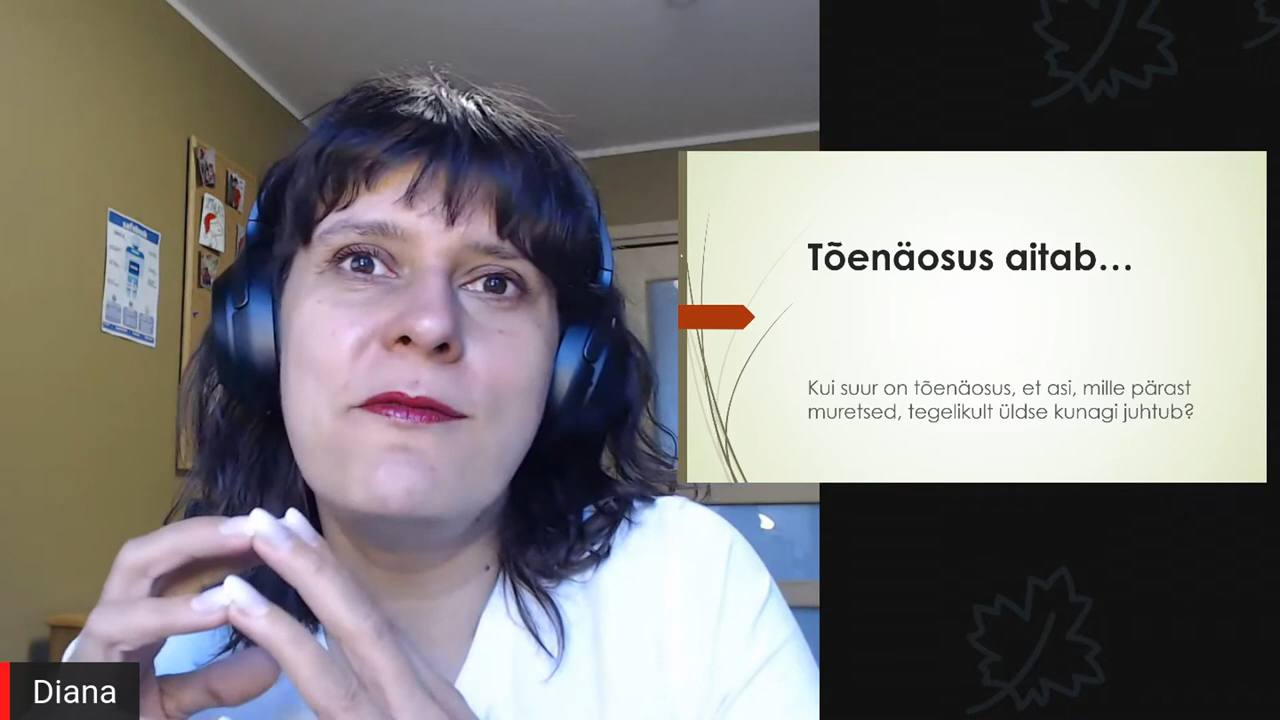 Tõenäosus aitab...
Kui suur on tõenäosus, et asi, mille pärast
muretsed, tegelikult üldse kunagi juhtub?
Diana